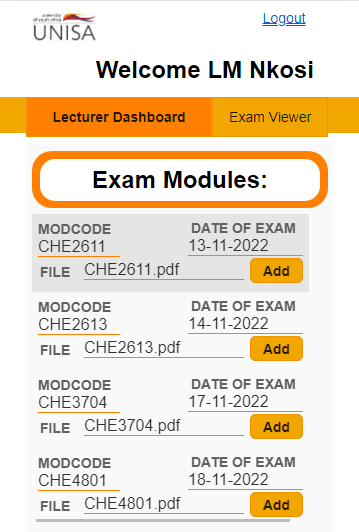 university
of south africa
UNISA
Logout
Welcome LM Nkosi
Lecturer Dashboard Exam Viewer
Exam Modules:
MODCODE DATE OF EXAM
CHE2611 13-11-2022
FILE CHE2611.pdf Add
MODCODE DATE OF EXAM
CHE2613 14-11-2022
FILE CHE2613.pdf Add
MODCODE DATE OF EXAM
CHE3704 17-11-2022
FILE CHE3704.pdf Add
MODCODE DATE OF EXAM
CHE4801 18-11-2022
FILE CHE4801.pdf Add